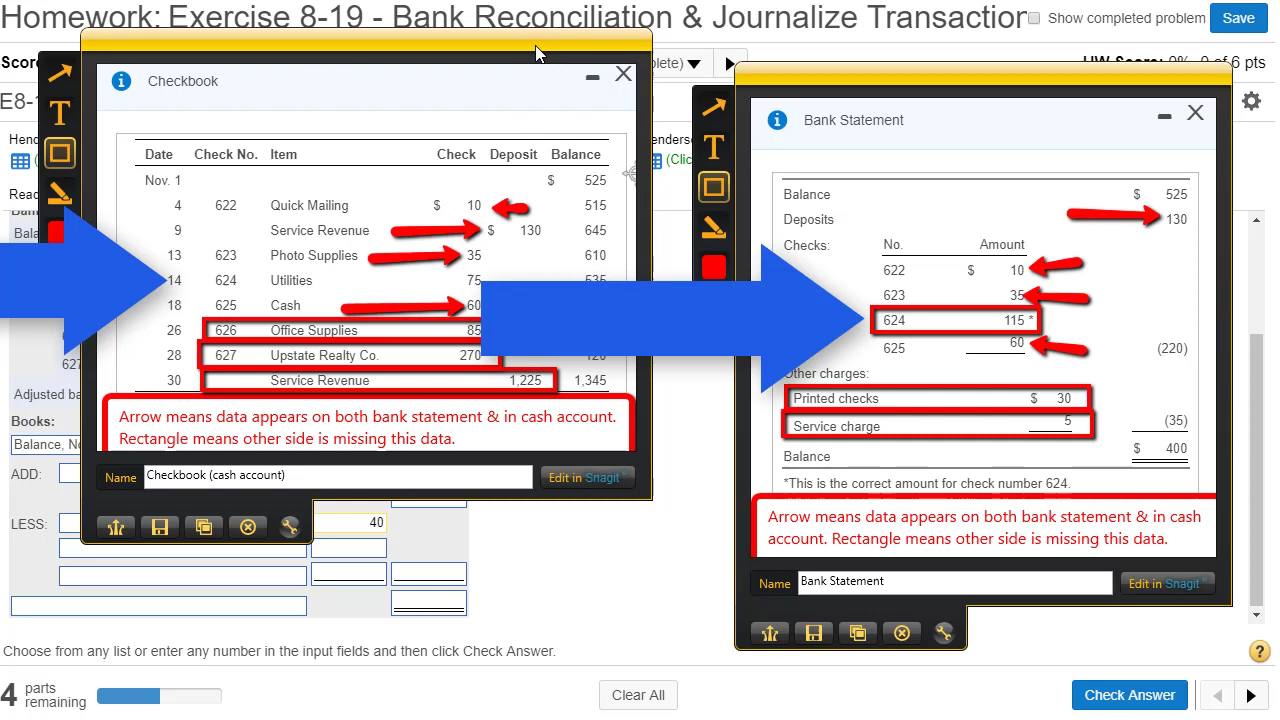 Homework: Exercise 8-19 - Bank Reconciliation & Journalize Transaction
Show completed problem
Save
6 pts
Checkbook
Date Check No. Item Check Deposit Balance
Nov. 1 $ 525
4 622 Quick Mailing $ 10 515
9 Service Revenue $ 130 645
13 623 Photo Supplies 35 610
14 624 Utilities 75 535
18 625 Cash 60
26 626 Office Supplies 85
28 627 Upstate Realty Co. 270 120
30 Service Revenue 1,225 1,345
Arrow means data appears on both bank statement & in cash account.
Rectangle means other side is missing this data.
Name Checkbook (cash account) Edit in Snagit
Bank Statement
Balance $ 525
Deposits 130
Checks: No. Amount
622 $ 10
623 35
624 115 *
625 60 (220)
Other charges:
Printed checks $ 30
Service charge 5 (35)
Balance $ 400
*This is the correct amount for check number 624.
Arrow means data appears on both bank statement & in cash
account. Rectangle means other side is missing this data.
Name Bank Statement Edit in Snagit
T
T
627
Adjusted ba
Books:
Balance, No
ADD:
LESS: 40
Choose from any list or enter any number in the input fields and then click Check Answer.
?
4 parts
remaining
Clear All
Check Answer